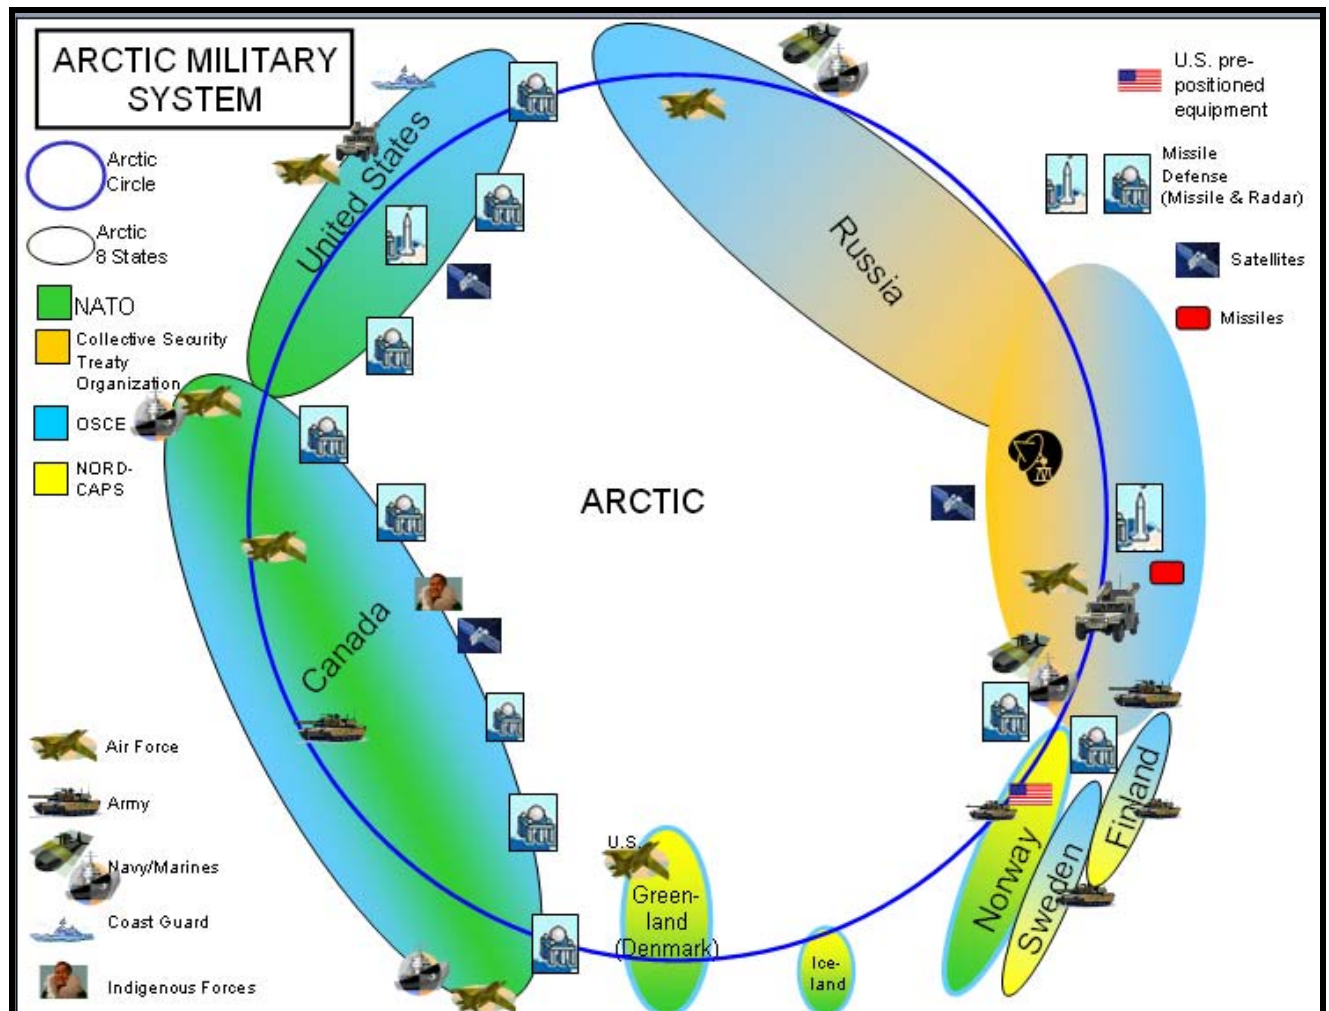 ARCTIC MILITARY
SYSTEM
Arctic
Circle
Arctic
8 States
NATO
Collective Security
Treaty
Organization
OSCE
NORD-
CAPS
Air Force
Army
Navy/Marines
Coast Guard
Indigenous Forces
United States
Canada
ARCTIC
Russia
U.S.
Green-
land
(Denmark)
Ice-
land
Norway
Sweden
Finland
U.S. pre-
positioned
equipment
Missile
Defense
(Missile & Radar)
Satellites
Missiles